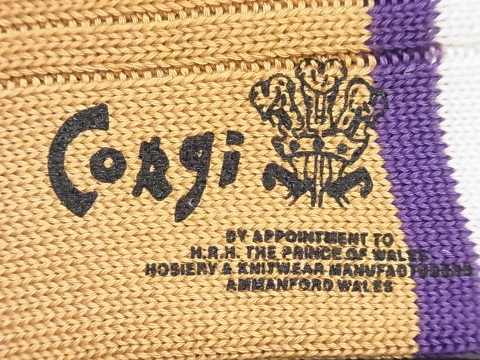 Corgi
BY APPOINTMENT TO
H.R.H. THE PRINCE OF WALES
HOSIERY & KNITWEAR MANUFACTURERS
AMMANFORD WALES